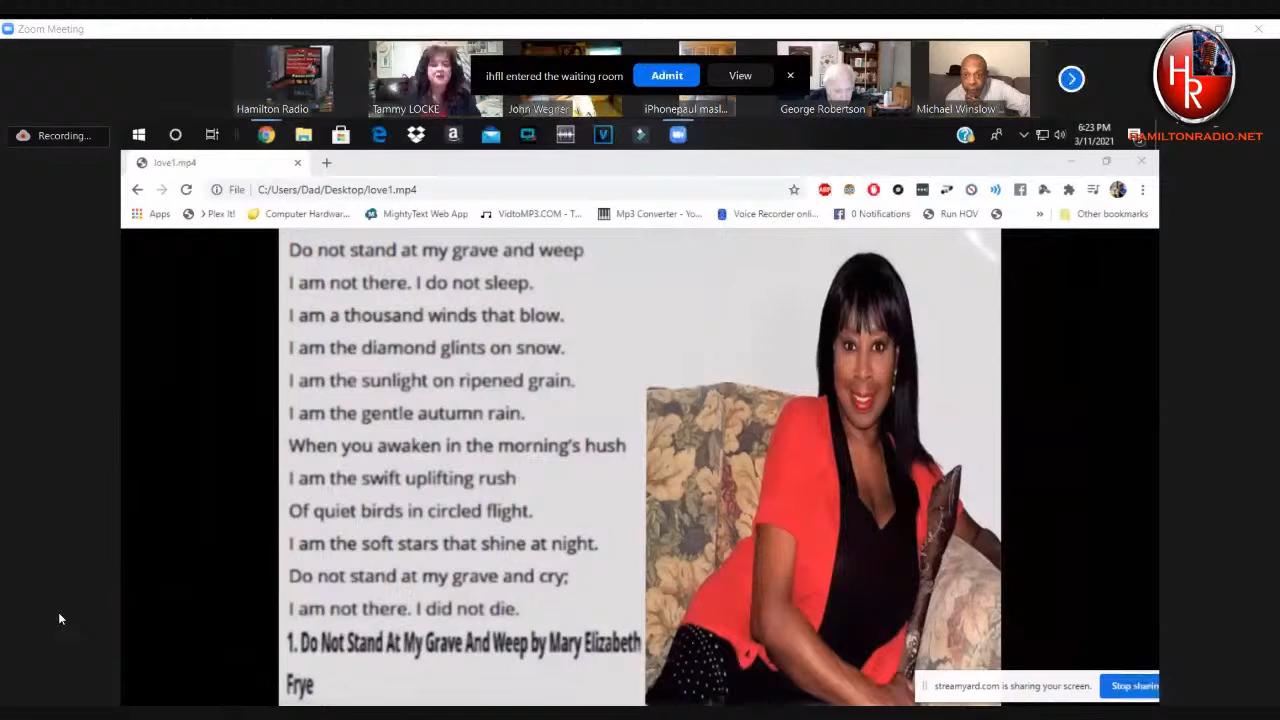 Zoom Meeting
ihfll entered the waiting room
Admit
View
Hamilton Radio
Tammy LOCKE
John Wegner
iPhonepaul masl...
George Robertson
Michael Winslow
HR
HAMILTONRADIO.NET
Recording...
6:23 PM
3/11/2021
love1.mp4
File C:/Users/Dad/Desktop/love1.mp4
Apps
> Plex It!
Computer Hardwar...
MightyText Web App
VidtoMP3.COM - T...
Mp3 Converter - Yo...
Voice Recorder onli...
0 Notifications
Run HOV
»
Other bookmarks
Do not stand at my grave and weep
I am not there. I do not sleep.
I am a thousand winds that blow.
I am the diamond glints on snow.
I am the sunlight on ripened grain.
I am the gentle autumn rain.
When you awaken in the morning's hush
I am the swift uplifting rush
Of quiet birds in circled flight.
I am the soft stars that shine at night.
Do not stand at my grave and cry;
I am not there. I did not die.
1. Do Not Stand At My Grave And Weep by Mary Elizabeth
Frye
streamyard.com is sharing your screen.
Stop sharin